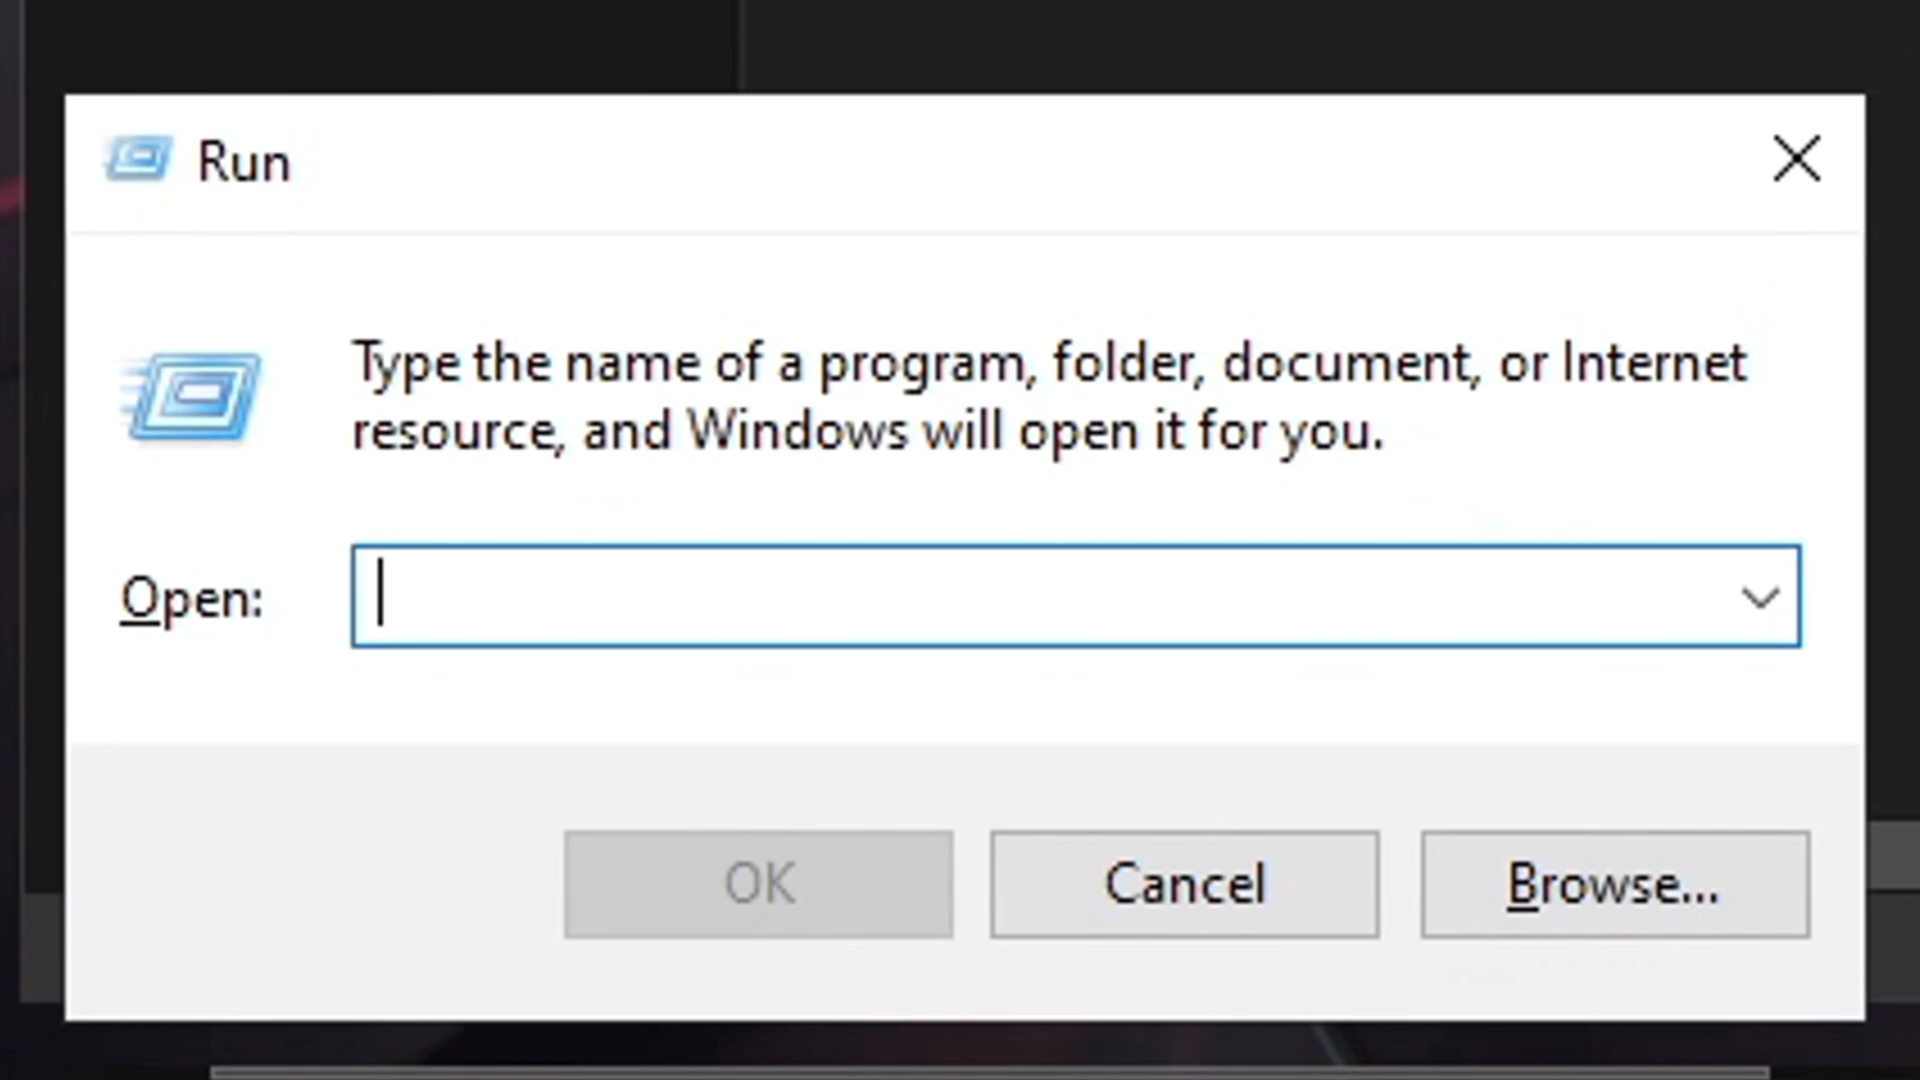 Run
Type the name of a program, folder, document, or Internet
resource, and Windows will open it for you.
Open:
OK
Cancel
Browse...